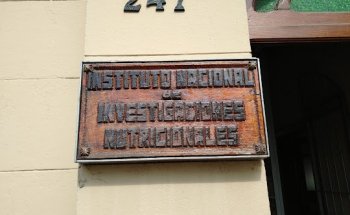 247
INSTITUTO NACIONAL
DE
INVESTIGACIONES
NUTRICIONALES